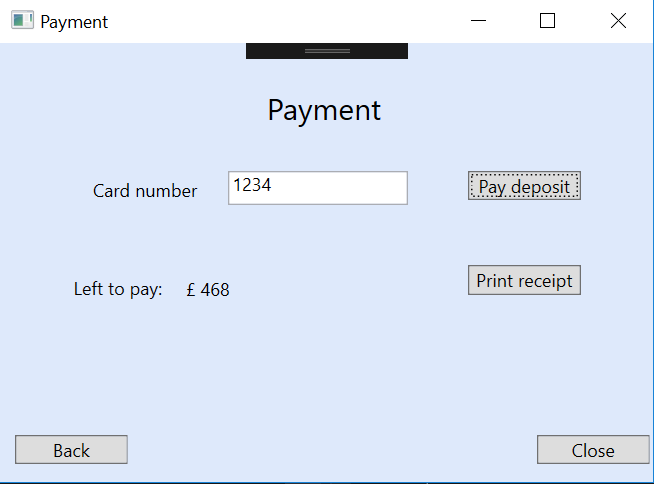 Payment
Payment
Card number 1234 Pay deposit
Left to pay: £ 468 Print receipt
Back Close